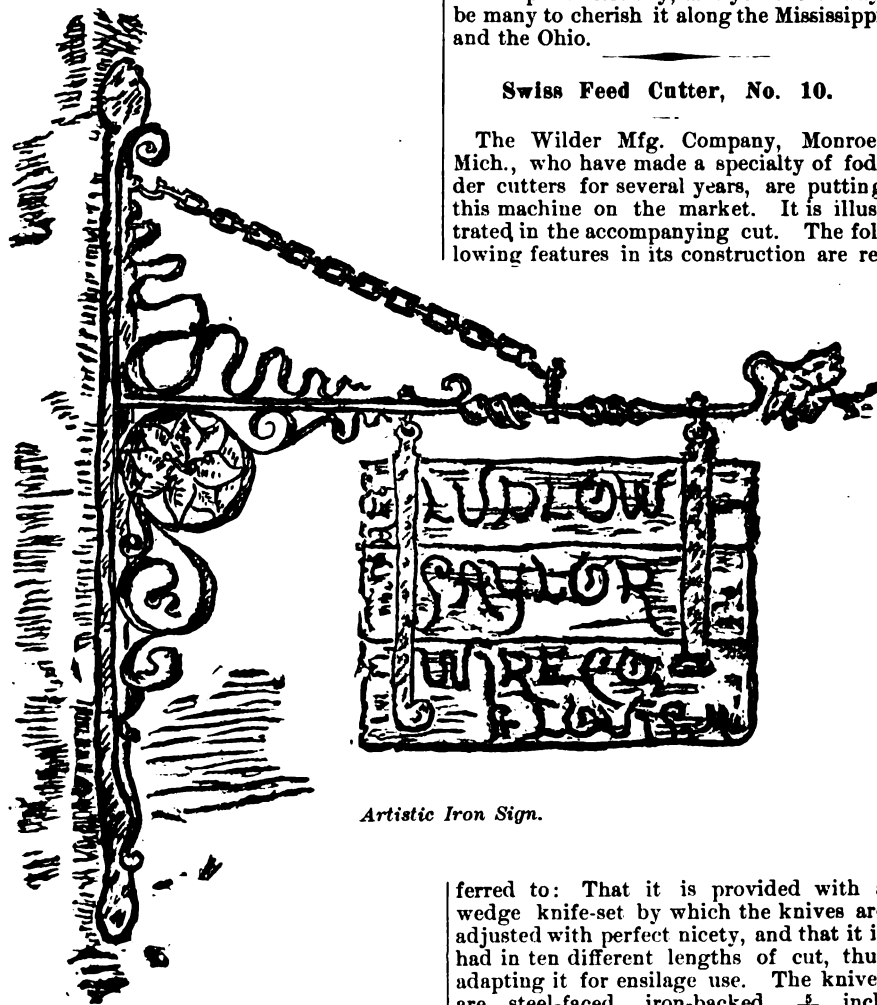 be many to cherish it along the Mississipp
and the Ohio.
Swiss Feed Cutter, No. 10.
The Wilder Mfg. Company, Monroe
Mich., who have made a specialty of fod-
der cutters for several years, are putting
this machine on the market. It is illus-
trated in the accompanying cut. The fol-
lowing features in its construction are re
LUDLOW
SAYLOR
WIRE CO
ST LOUIS
Artistic Iron Sign.
ferred to: That it is provided with a
wedge knife-set by which the knives ar
adjusted with perfect nicety, and that it i
had in ten different lengths of cut, thu
adapting it for ensilage use. The knive
are steel-faced, iron-backed